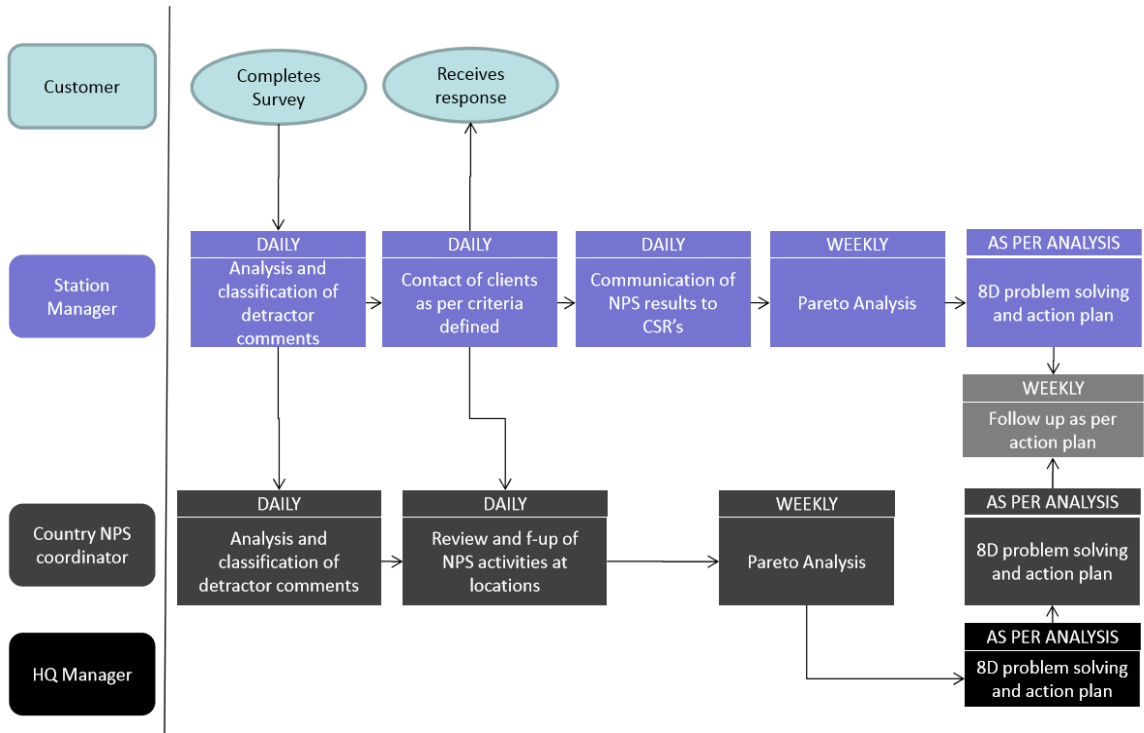 Customer
Completes
Survey
Receives
response
Station
Manager
DAILY
Analysis and
classification of
detractor
comments
DAILY
Contact of clients
as per criteria
defined
DAILY
Communication of
NPS results to
CSR's
WEEKLY
Pareto Analysis
AS PER ANALYSIS
8D problem solving
and action plan
WEEKLY
Follow up as per
action plan
Country NPS
coordinator
DAILY
Analysis and
classification of
detractor comments
DAILY
Review and f-up of
NPS activities at
locations
WEEKLY
Pareto Analysis
AS PER ANALYSIS
8D problem solving
and action plan
HQ Manager
AS PER ANALYSIS
8D problem solving
and action plan